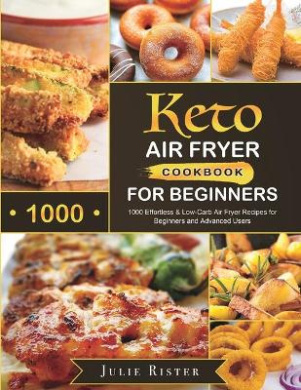 Keto
AIR FRYER
COOKBOOK
FOR BEGINNERS
• 1000 •
1000 Effortless & Low-Carb Air Fryer Recipes for
Beginners and Advanced Users
JULIE RISTER